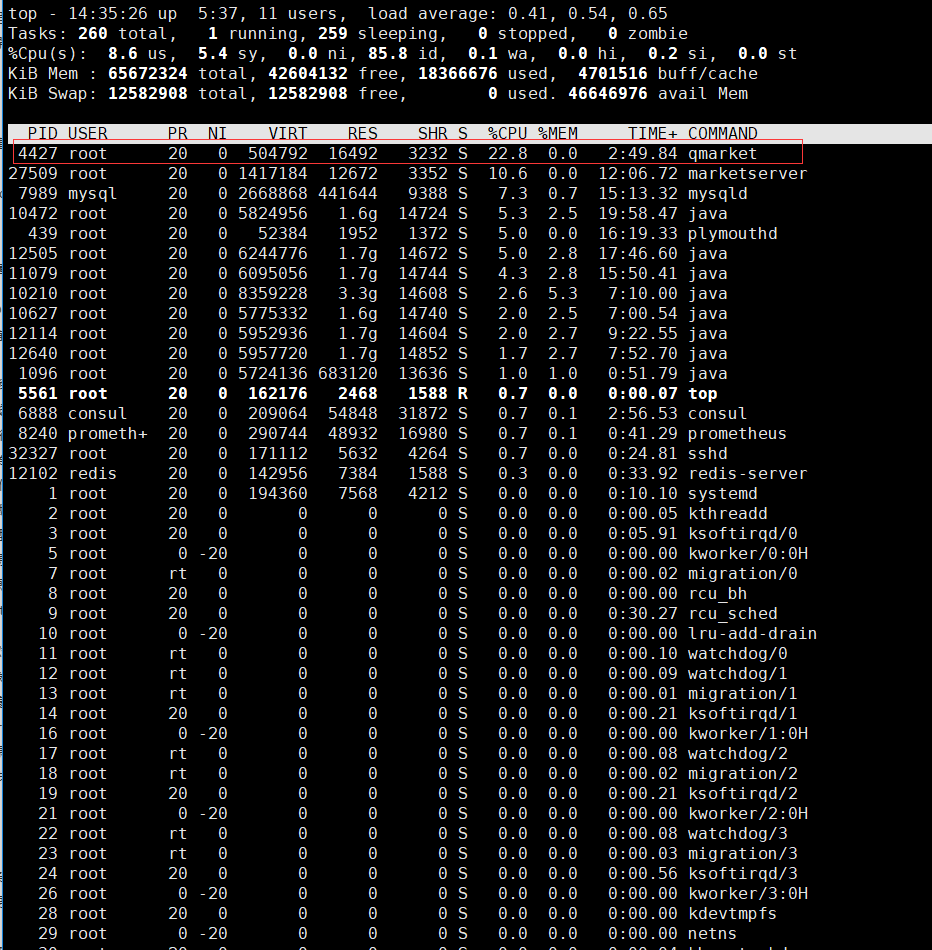 top - 14:35:26 up  5:37, 11 users,  load average: 0.41, 0.54, 0.65
Tasks: 260 total,   1 running, 259 sleeping,   0 stopped,   0 zombie
%Cpu(s):  8.6 us,  5.4 sy,  0.0 ni, 85.8 id,  0.1 wa,  0.0 hi,  0.2 si,  0.0 st
KiB Mem : 65672324 total, 42604132 free, 18366676 used,  4701516 buff/cache
KiB Swap: 12582908 total, 12582908 free,        0 used. 46646976 avail Mem
PID USER      PR  NI    VIRT    RES    SHR S  %CPU %MEM     TIME+ COMMAND
4427 root      20   0  504792  16492   3232 S  22.8  0.0   2:49.84 qmarket
27509 root      20   0 1417184  12672   3352 S  10.6  0.0  12:06.72 marketserver
7989 mysql     20   0 2668868 441644   9388 S   7.3  0.7  15:13.32 mysqld
10472 root      20   0 5824956   1.6g  14724 S   5.3  2.5  19:58.47 java
439 root      20   0   52384   1952   1372 S   5.0  0.0  16:19.33 plymouthd
12505 root      20   0 6244776   1.7g  14672 S   5.0  2.8  17:46.60 java
11079 root      20   0 6095056   1.7g  14744 S   4.3  2.8  15:50.41 java
10210 root      20   0 8359228   3.3g  14608 S   2.6  5.3   7:10.00 java
10627 root      20   0 5775332   1.6g  14740 S   2.0  2.5   7:00.54 java
12114 root      20   0 5952936   1.7g  14604 S   2.0  2.7   9:22.55 java
12640 root      20   0 5957720   1.7g  14852 S   1.7  2.7   7:52.70 java
1096 root      20   0 5724136 683120  13636 S   1.0  1.0   0:51.79 java
5561 root      20   0  162176   2468   1588 R   0.7  0.0   0:00.07 top
6888 consul    20   0  209064  54848  31872 S   0.7  0.1   2:56.53 consul
8240 prometh+  20   0  290744  48932  16980 S   0.7  0.1   0:41.29 prometheus
32327 root      20   0  171112   5632   4264 S   0.7  0.0   0:24.81 sshd
12102 redis     20   0  142956   7384   1588 S   0.3  0.0   0:33.92 redis-server
1 root      20   0  194360   7568   4212 S   0.0  0.0   0:10.10 systemd
2 root      20   0       0      0      0 S   0.0  0.0   0:00.05 kthreadd
3 root      20   0       0      0      0 S   0.0  0.0   0:05.91 ksoftirqd/0
5 root       0 -20       0      0      0 S   0.0  0.0   0:00.00 kworker/0:0H
7 root      rt   0       0      0      0 S   0.0  0.0   0:00.02 migration/0
8 root      20   0       0      0      0 S   0.0  0.0   0:00.00 rcu_bh
9 root      20   0       0      0      0 S   0.0  0.0   0:30.27 rcu_sched
10 root       0 -20       0      0      0 S   0.0  0.0   0:00.00 lru-add-drain
11 root      rt   0       0      0      0 S   0.0  0.0   0:00.10 watchdog/0
12 root      rt   0       0      0      0 S   0.0  0.0   0:00.09 watchdog/1
13 root      rt   0       0      0      0 S   0.0  0.0   0:00.01 migration/1
14 root      20   0       0      0      0 S   0.0  0.0   0:00.21 ksoftirqd/1
16 root       0 -20       0      0      0 S   0.0  0.0   0:00.00 kworker/1:0H
17 root      rt   0       0      0      0 S   0.0  0.0   0:00.08 watchdog/2
18 root      rt   0       0      0      0 S   0.0  0.0   0:00.02 migration/2
19 root      20   0       0      0      0 S   0.0  0.0   0:00.21 ksoftirqd/2
21 root       0 -20       0      0      0 S   0.0  0.0   0:00.00 kworker/2:0H
22 root      rt   0       0      0      0 S   0.0  0.0   0:00.08 watchdog/3
23 root      rt   0       0      0      0 S   0.0  0.0   0:00.03 migration/3
24 root      20   0       0      0      0 S   0.0  0.0   0:00.56 ksoftirqd/3
26 root       0 -20       0      0      0 S   0.0  0.0   0:00.00 kworker/3:0H
28 root      20   0       0      0      0 S   0.0  0.0   0:00.00 kdevtmpfs
29 root       0 -20       0      0      0 S   0.0  0.0   0:00.00 netns